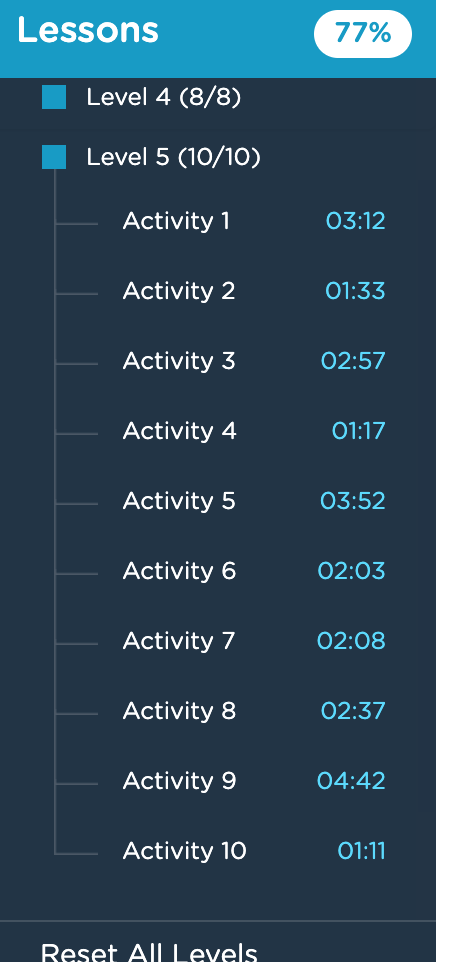 Lessons 77%
Level 4 (8/8)
Level 5 (10/10)
Activity 1 03:12
Activity 2 01:33
Activity 3 02:57
Activity 4 01:17
Activity 5 03:52
Activity 6 02:03
Activity 7 02:08
Activity 8 02:37
Activity 9 04:42
Activity 10 01:11
Reset All Levels